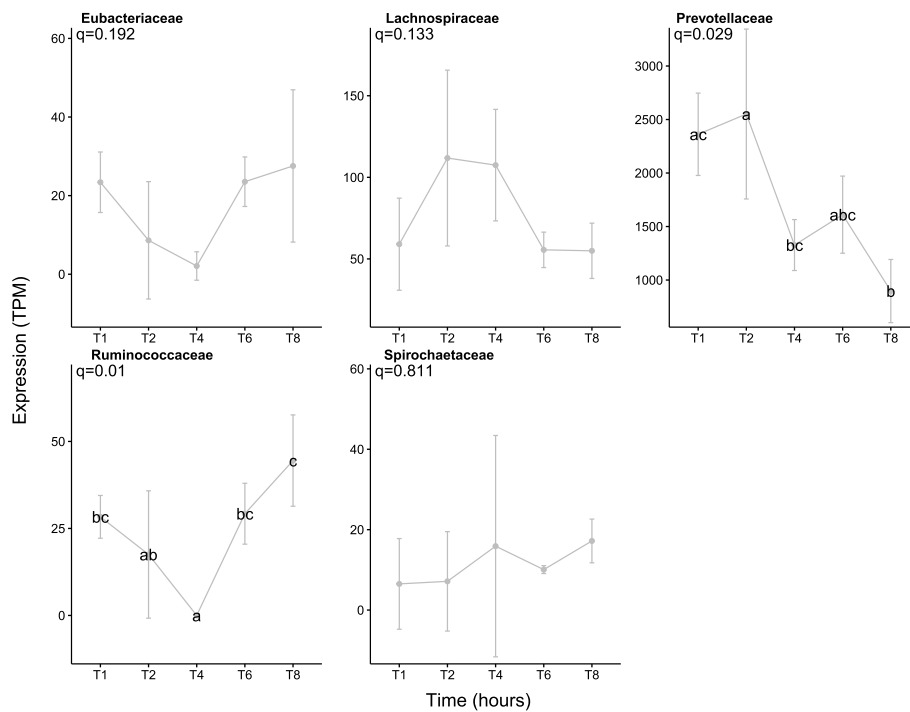 Eubacteriaceae
q=0.192
60
40
20
0
T1 T2 T4 T6 T8
Lachnospiraceae
q=0.133
150
100
50
T1 T2 T4 T6 T8
Prevotellaceae
q=0.029
3000
2500
2000
1500
1000
ac
a
bc
abc
b
T1 T2 T4 T6 T8
Expression (TPM)
Ruminococcaceae
q=0.01
50
25
0
bc
ab
a
bc
c
T1 T2 T4 T6 T8
Spirochaetaceae
q=0.811
60
40
20
0
T1 T2 T4 T6 T8
Time (hours)